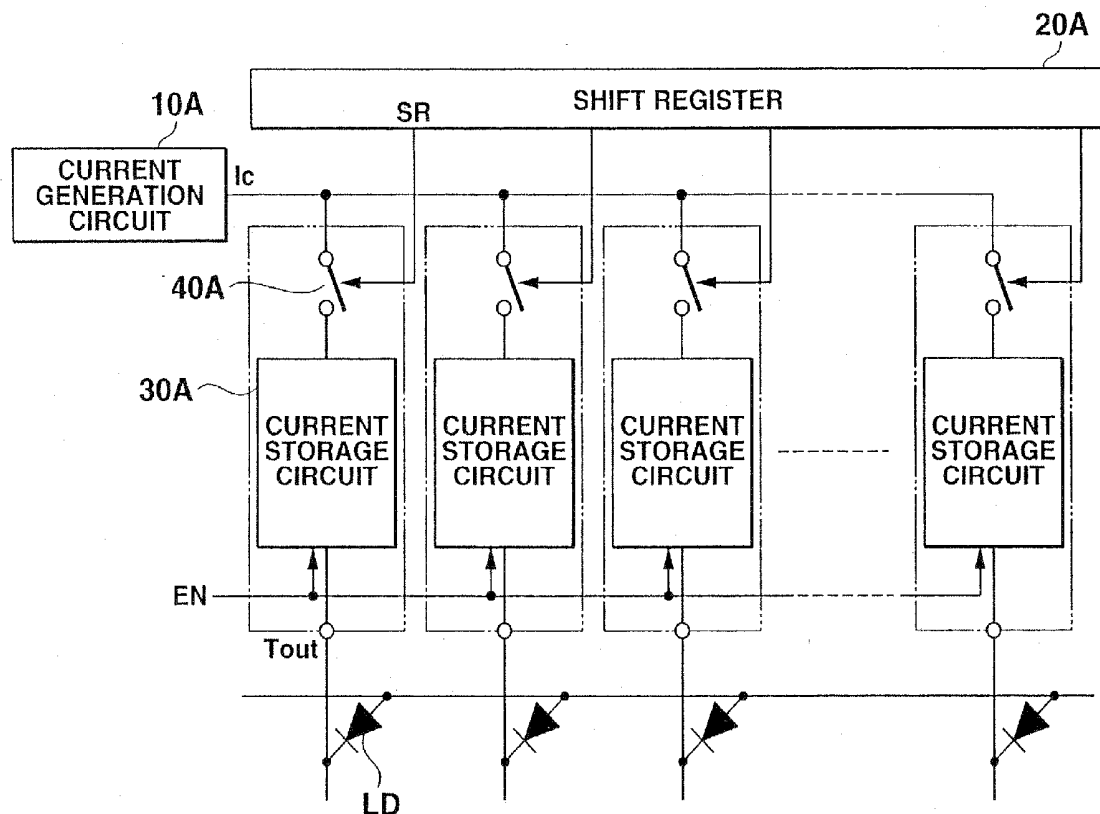 20A
SHIFT REGISTER
SR
10A
CURRENT
GENERATION
CIRCUIT
Ic
40A
30A
CURRENT
STORAGE
CIRCUIT
CURRENT
STORAGE
CIRCUIT
CURRENT
STORAGE
CIRCUIT
CURRENT
STORAGE
CIRCUIT
EN
Tout
LD